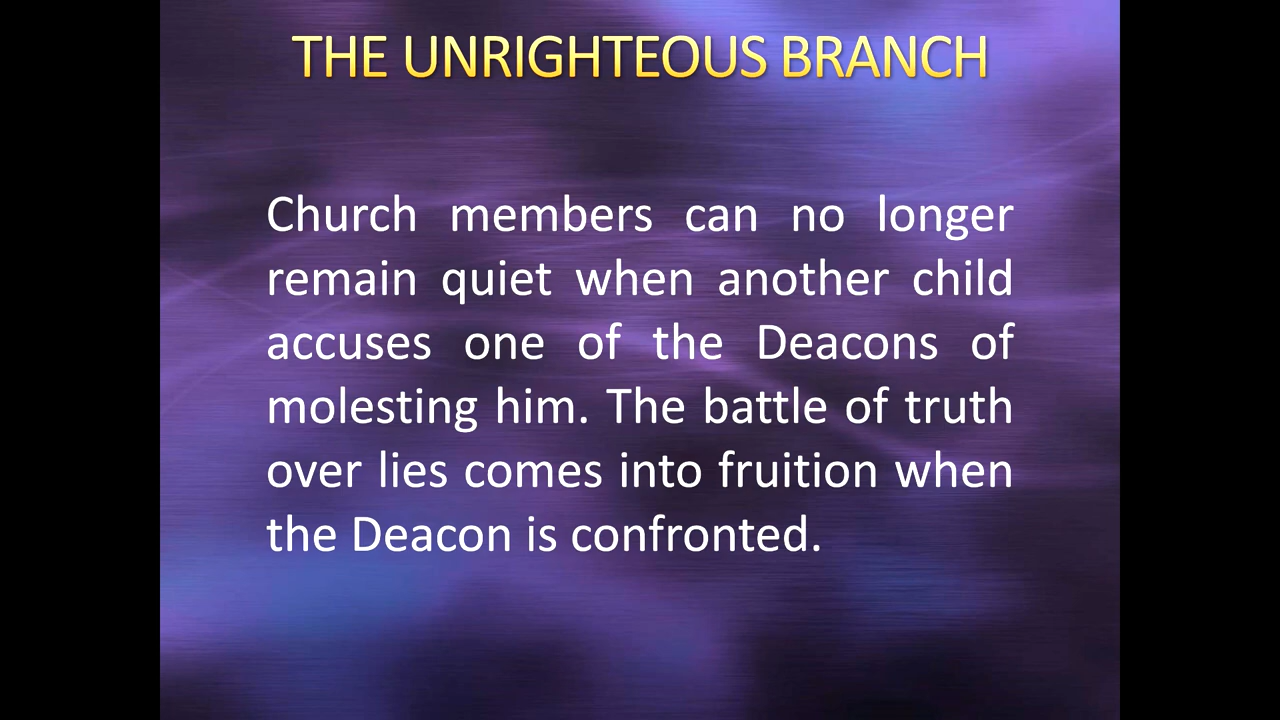 THE UNRIGHTEOUS BRANCH
Church members can no longer
remain quiet when another child
accuses one of the Deacons of
molesting him. The battle of truth
over lies comes into fruition when
the Deacon is confronted.